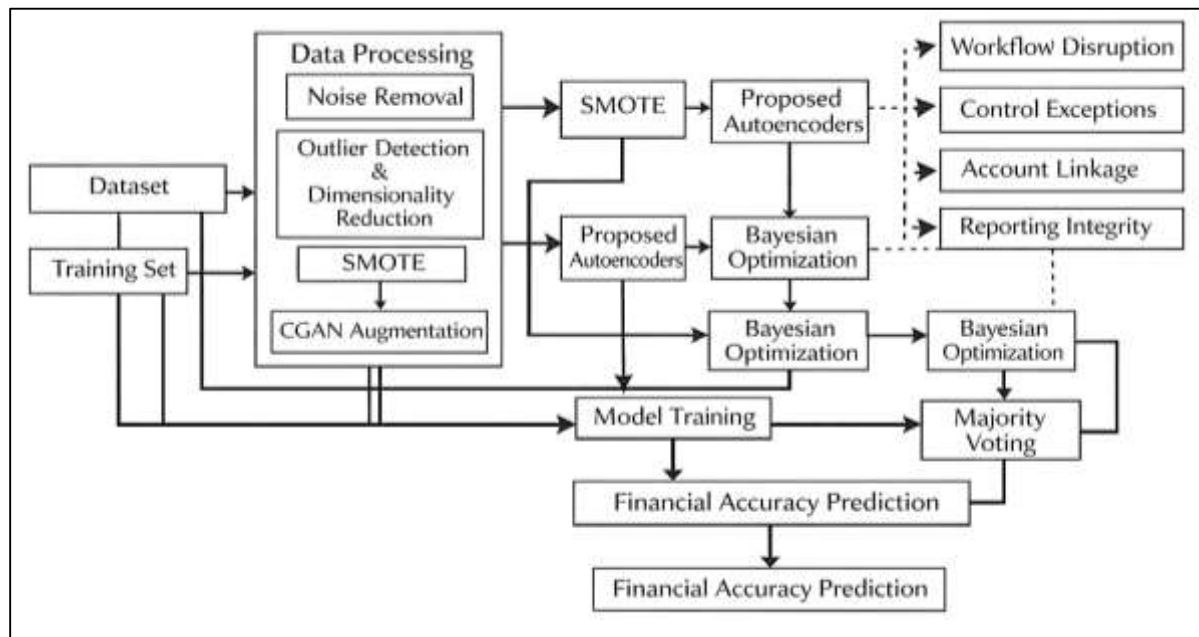 Data Processing
Noise Removal
Outlier Detection
&
Dimensionality
Reduction
SMOTE
CGAN Augmentation
Dataset
Training Set
SMOTE
Proposed
Autoencoders
Proposed
Autoencoders
Bayesian
Optimization
Bayesian
Optimization
Bayesian
Optimization
Workflow Disruption
Control Exceptions
Account Linkage
Reporting Integrity
Model Training
Majority
Voting
Financial Accuracy Prediction
Financial Accuracy Prediction